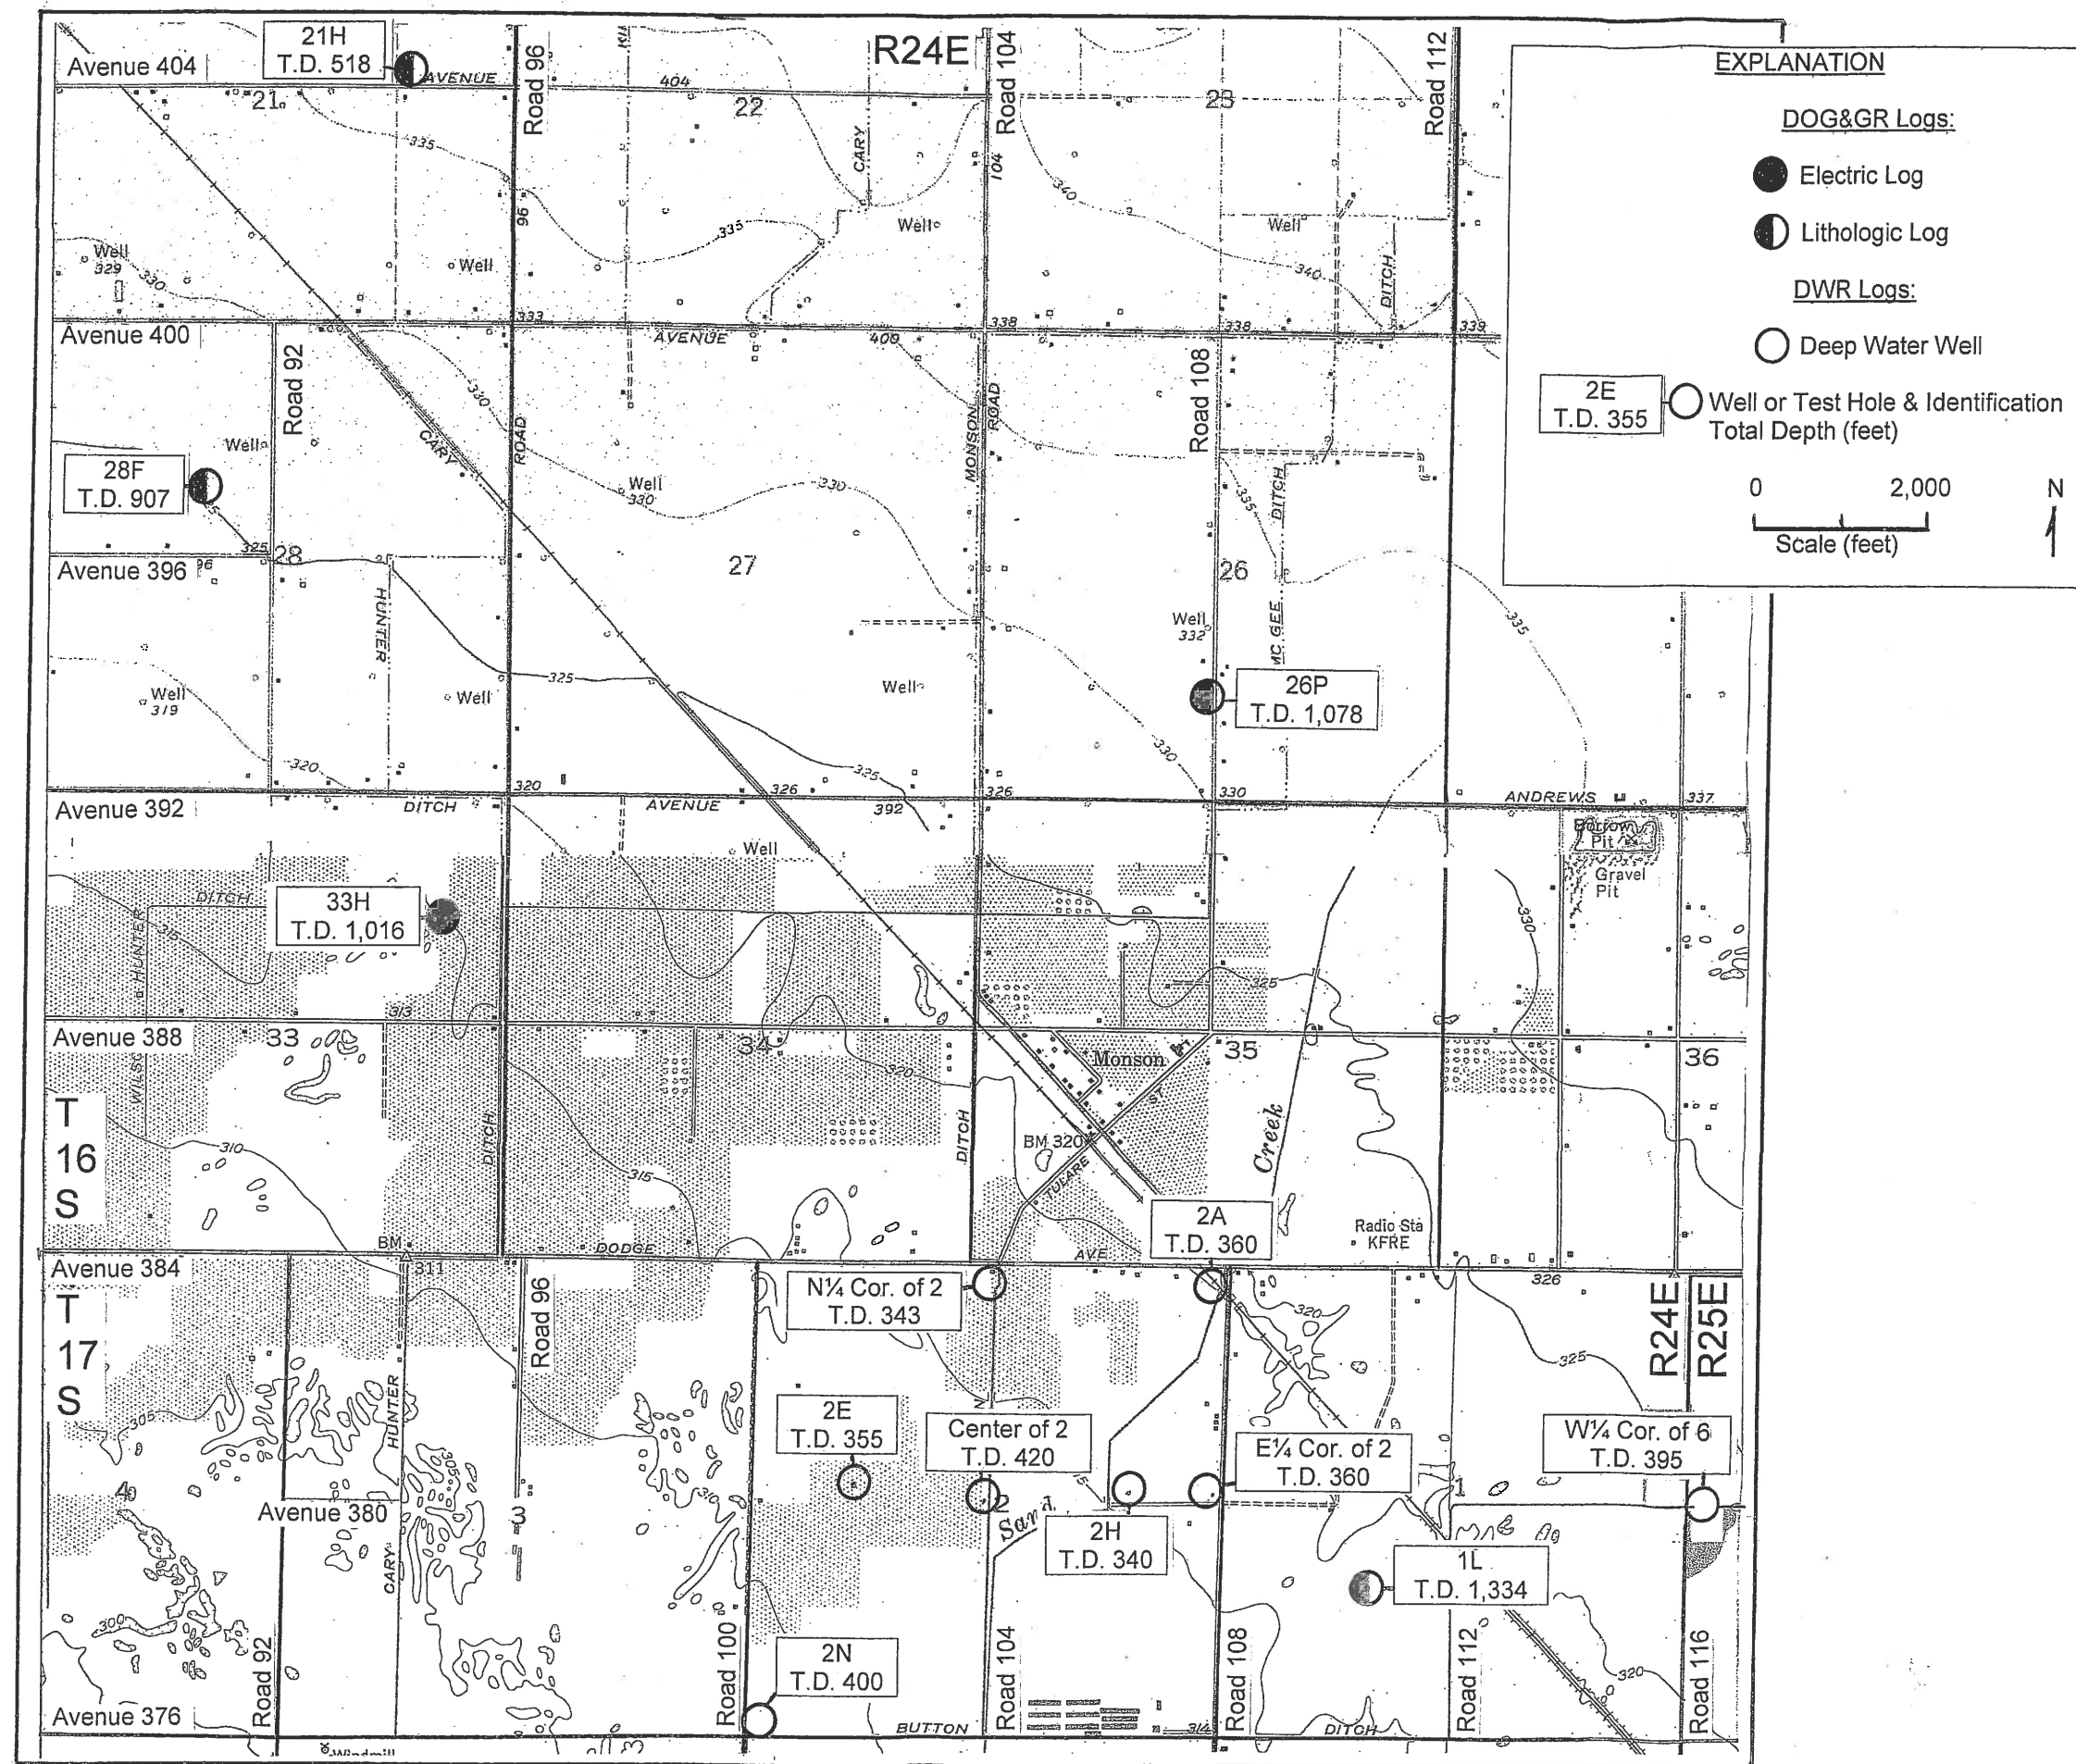 21H
T.D. 518
Avenue 404
AVENUE
404
Road 96
R24E
Road 104
Road 112
21
22
23
335
CARY
104
340
96
335
Well
Well
Well
329
Well
330
340
DITCH
EXPLANATION
DOG&GR Logs:
Electric Log
Lithologic Log
DWR Logs:
Deep Water Well
2E
T.D. 355
Well or Test Hole & Identification
Total Depth (feet)
0 2,000 N
Scale (feet)
Avenue 400
333
AVENUE
400
338
338
339
Road 92
330
CARY
ROAD
MONSON
ROAD
Road 108
Well
28F
T.D. 907
Well
330
330
335
DITCH
325
28
Avenue 396
96
27
26
HUNTER
Well
332
MC GEE
335
325
Well
319
Well
Well
26P
T.D. 1,078
320
325
330
Avenue 392
DITCH
320
AVENUE
326
392
326
330
ANDREWS
337
Well
Borrow
Pit
Gravel
Pit
33H
T.D. 1,016
DITCH
HUNTER
315
330
325
313
Avenue 388
33
34
35
36
Monson
320
ST
T
16
S
310
DITCH
315
DITCH
BM 320
TULARE
Creek
2A
T.D. 360
Radio Sta
KFRE
BM
311
DODGE
AVE
326
Avenue 384
T
17
S
Road 96
N¼ Cor. of 2
T.D. 343
320
325
R24E
R25E
305
HUNTER
305
2E
T.D. 355
Center of 2
T.D. 420
E¼ Cor. of 2
T.D. 360
W¼ Cor. of 6
T.D. 395
4
Avenue 380
3
310
2
1
Sand
2H
T.D. 340
1L
T.D. 1,334
CARY
300
320
2N
T.D. 400
Road 92
Road 100
Road 104
Road 108
Road 112
Road 116
Avenue 376
BUTTON
314
DITCH
Windmill